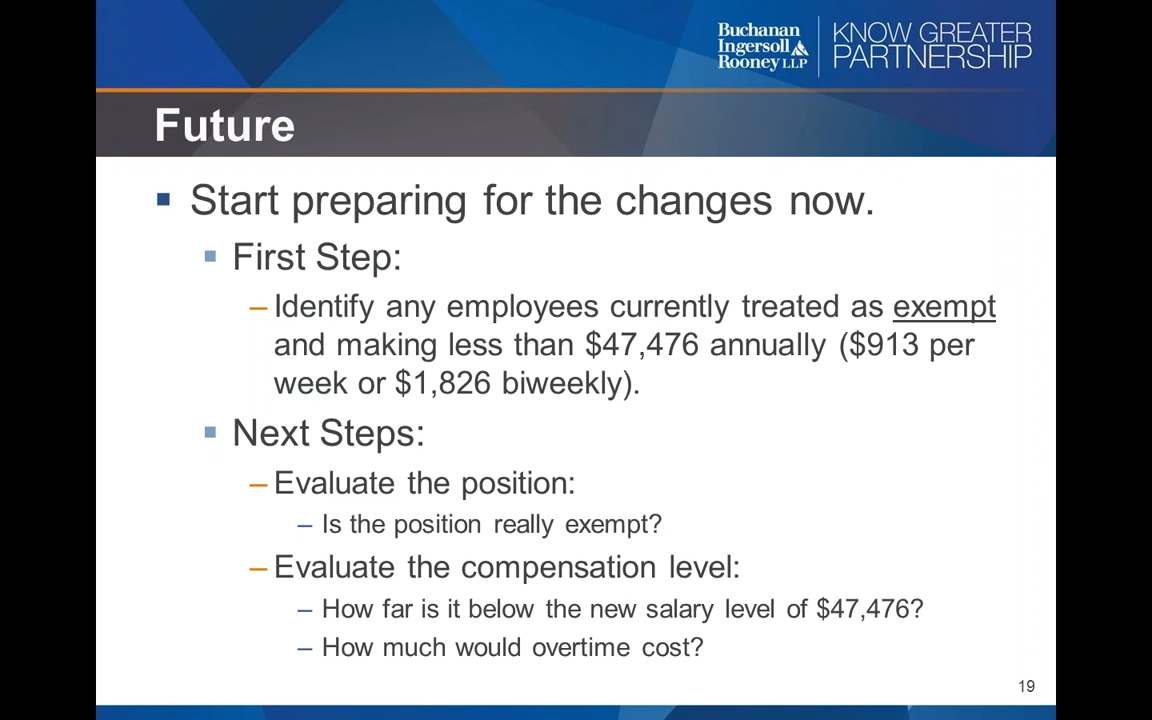 Buchanan
Ingersoll
Rooney LLP
KNOW GREATER
PARTNERSHIP
Future
▪ Start preparing for the changes now.
▪ First Step:
– Identify any employees currently treated as exempt
and making less than $47,476 annually ($913 per
week or $1,826 biweekly).
▪ Next Steps:
– Evaluate the position:
– Is the position really exempt?
– Evaluate the compensation level:
– How far is it below the new salary level of $47,476?
– How much would overtime cost?
19